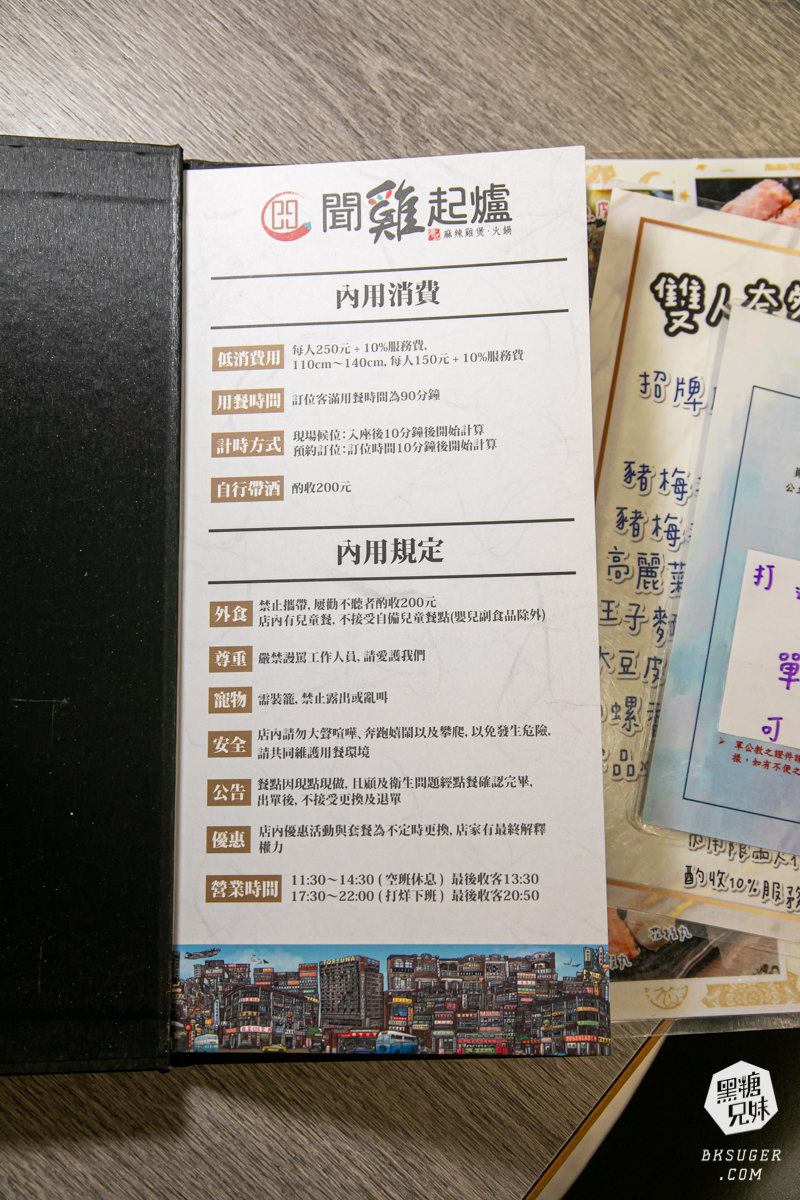 聞雞起爐
麻辣雞煲·火鍋
內用消費
低消費用
每人250元 + 10%服務費.
110cm～140cm, 每人150元 + 10%服務費
用餐時間
訂位客滿用餐時間為90分鐘
計時方式
現場候位：入座後10分鐘後開始計算
預約訂位：訂位時間10分鐘後開始計算
自行帶酒
酌收200元
內用規定
外食
禁止攜帶, 屢勸不聽者酌收200元
店內有兒童餐, 不接受自備兒童餐點(嬰兒副食品除外)
尊重
嚴禁謾罵工作人員, 請愛護我們
寵物
需裝籠, 禁止露出或亂叫
安全
店內請勿大聲喧嘩、奔跑嬉鬧以及攀爬, 以免發生危險,
請共同維護用餐環境
公告
餐點因現點現做, 且顧及衛生問題經點餐確認完畢,
出單後, 不接受更換及退單
優惠
店內優惠活動與套餐為不定時更換, 店家有最終解釋
權力
營業時間
11:30～14:30 ( 空班休息 ) 最後收客13:30
17:30～22:00 ( 打烊下班 ) 最後收客20:50
FORTUNA
雙人套
招牌
豬梅
豬梅
高麗菜
王子麵
大豆皮
螺
品
打
單
可
單公教之證件
樣, 如有不便之
酌收10%服務
黑糖
兄妹
BKSUGER
.COM